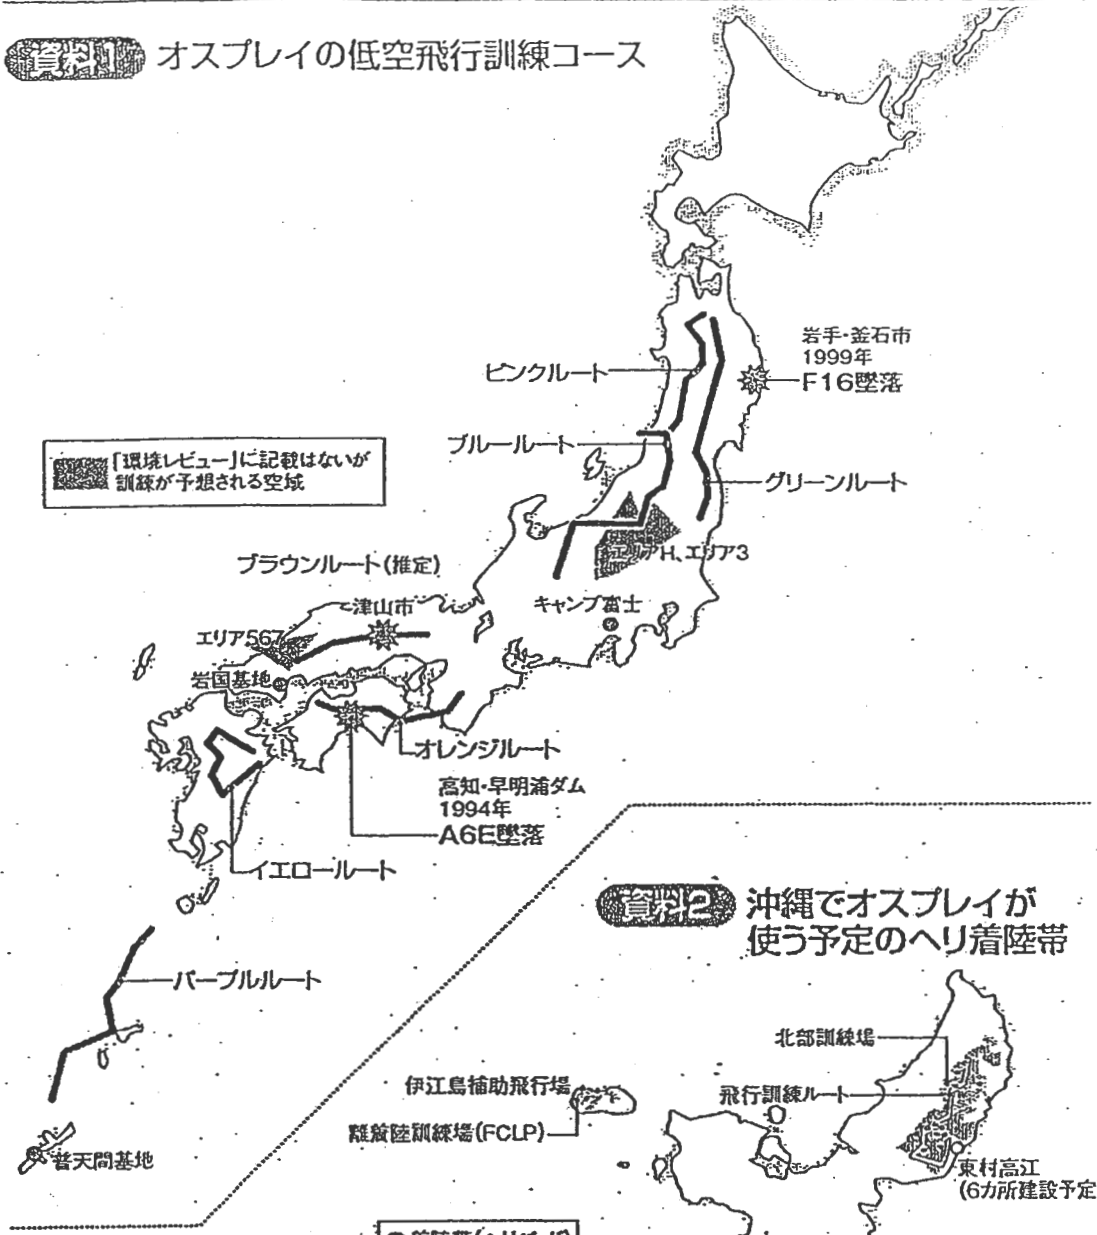 資料1 オスプレイの低空飛行訓練コース
岩手・釜石市
1999年
F16墜落
ピンクルート
ブルールート
グリーンルート
「環境レビュー」に記載はないが
訓練が予想される空域
エリアH、エリア3
ブラウンルート(推定)
津山市
キャンプ富士
エリア567
岩国基地
オレンジルート
高知・早明浦ダム
1994年
A6E墜落
イエロールート
パープルルート
普天間基地
資料2 沖縄でオスプレイが
使う予定のヘリ着陸帯
北部訓練場
伊江島補助飛行場
飛行訓練ルート
離着陸訓練場(FCLP)
東村高江
(6カ所建設予定